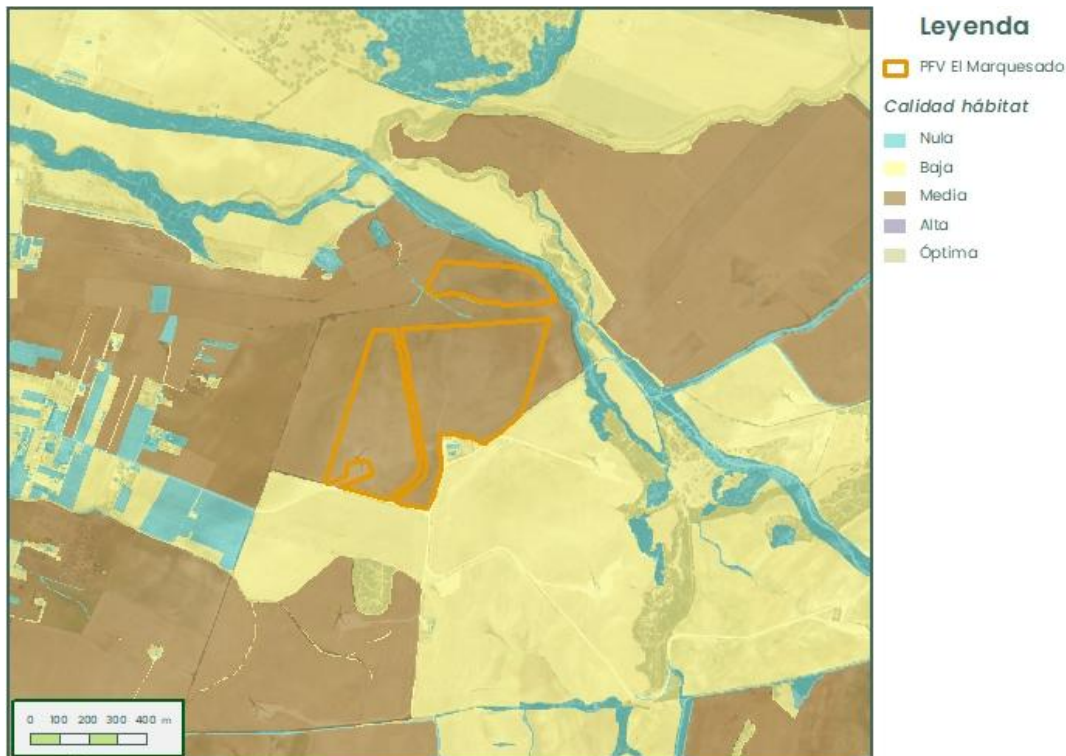 Leyenda
PFV El Marquesado
Calidad hábitat
Nula
Baja
Media
Alta
Óptima
0 100 200 300 400 m